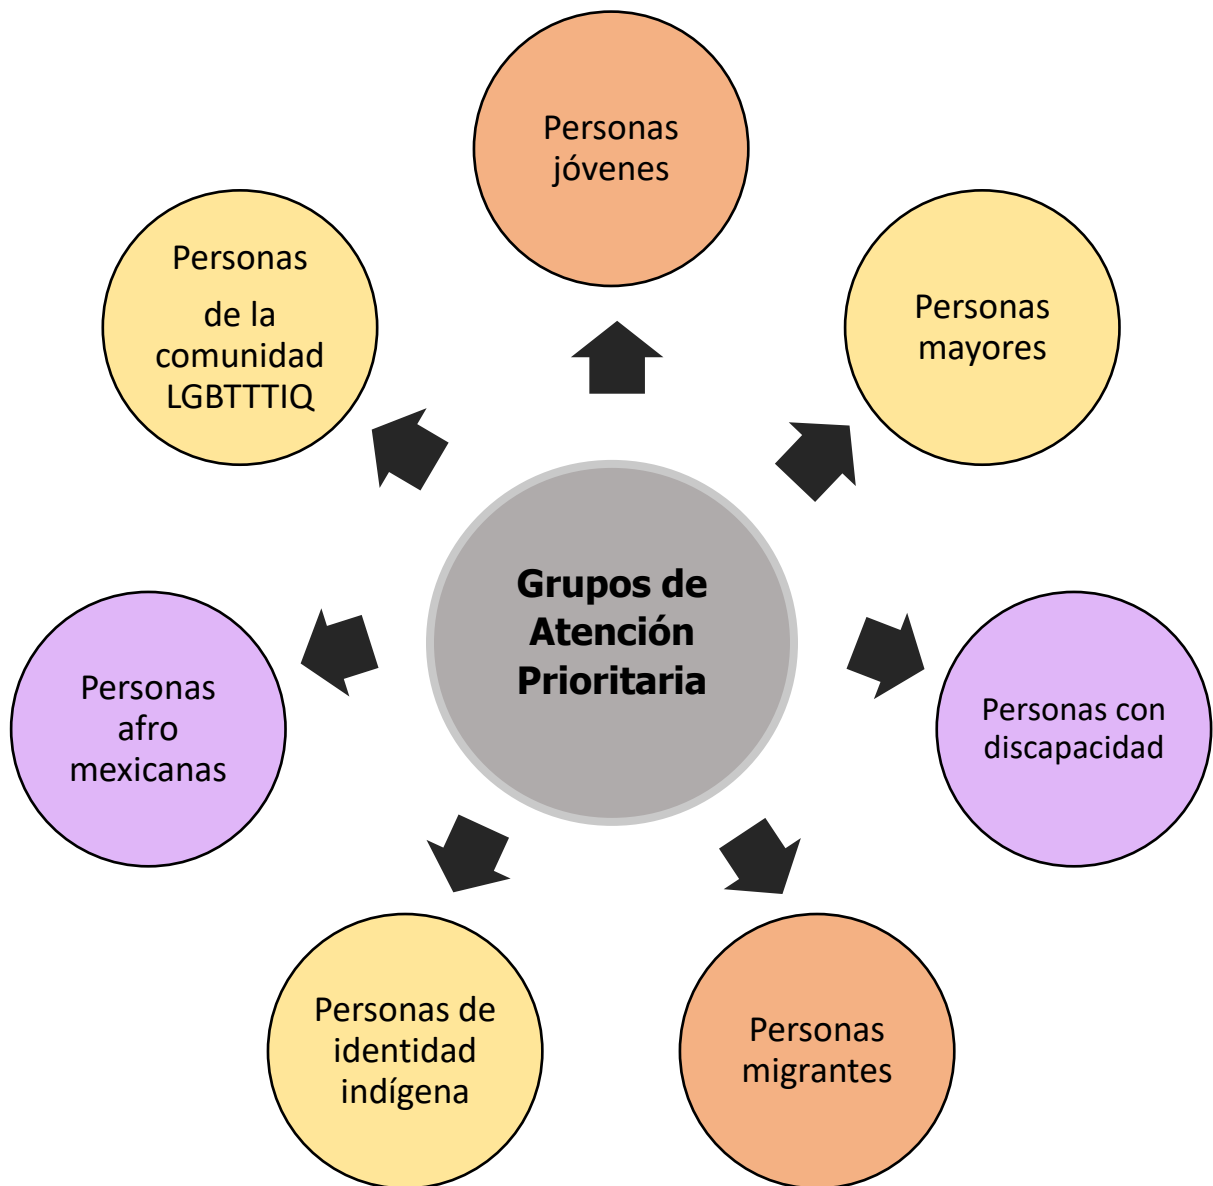 Personas
jóvenes
Personas
mayores
Personas con
discapacidad
Personas
migrantes
Personas de
identidad
indígena
Personas
afro
mexicanas
Personas
de la
comunidad
LGBTTTIQ
Grupos de
Atención
Prioritaria